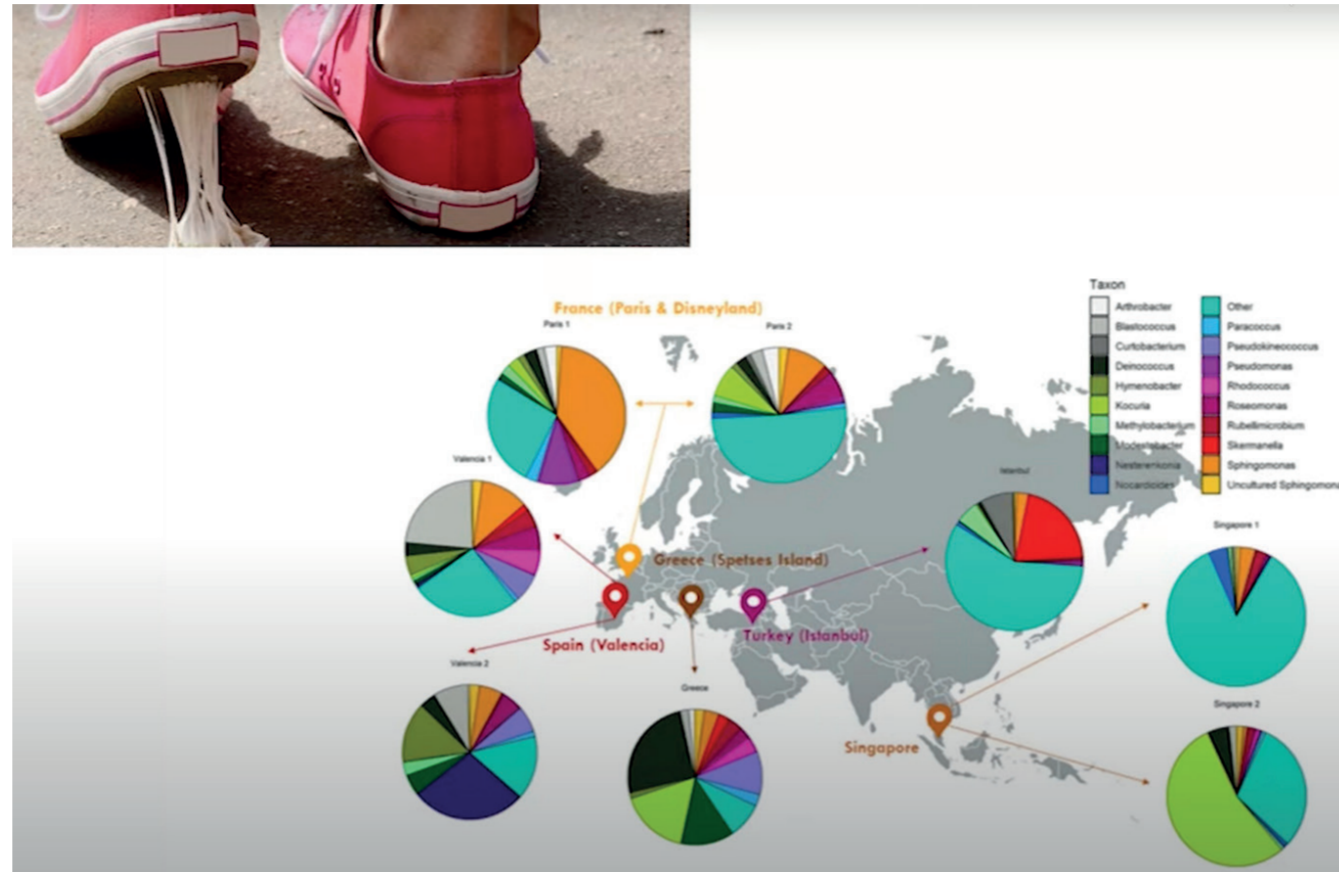 France (Paris & Disneyland)
Paris 1
Paris 2
Taxon
Arthrobacter
Blastococcus
Curtobacterium
Deinococcus
Hymenobacter
Kocuria
Methylobacterium
Modestobacter
Nesterenkonia
Nocardioides
Other
Paracoccus
Pseudokineococcus
Pseudomonas
Rhodococcus
Roseomonas
Rubellimicrobium
Skermanella
Sphingomonas
Uncultured Sphingomona
Valencia 1
Istanbul
Singapore 1
Greece (Spetses Island)
Turkey (Istanbul)
Spain (Valencia)
Valencia 2
Greece
Singapore 2
Singapore